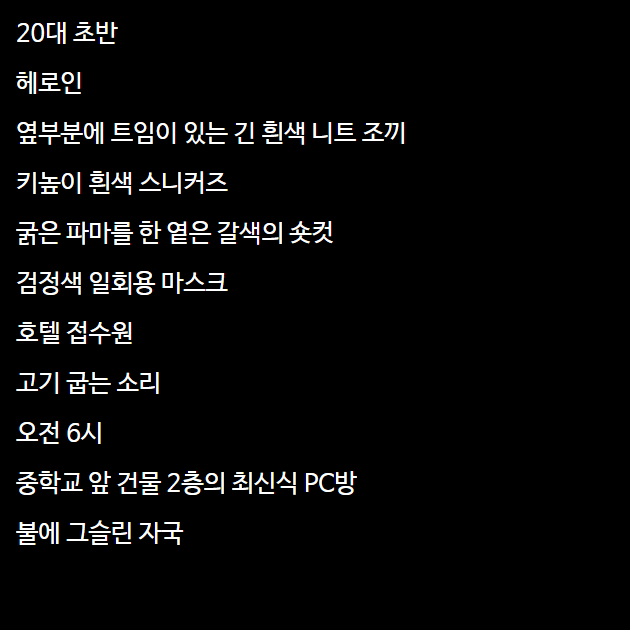 20대 초반
헤로인
옆부분에 트임이 있는 긴 흰색 니트 조끼
키높이 흰색 스니커즈
굵은 파마를 한 옅은 갈색의 숏컷
검정색 일회용 마스크
호텔 접수원
고기 굽는 소리
오전 6시
중학교 앞 건물 2층의 최신식 PC방
불에 그슬린 자국